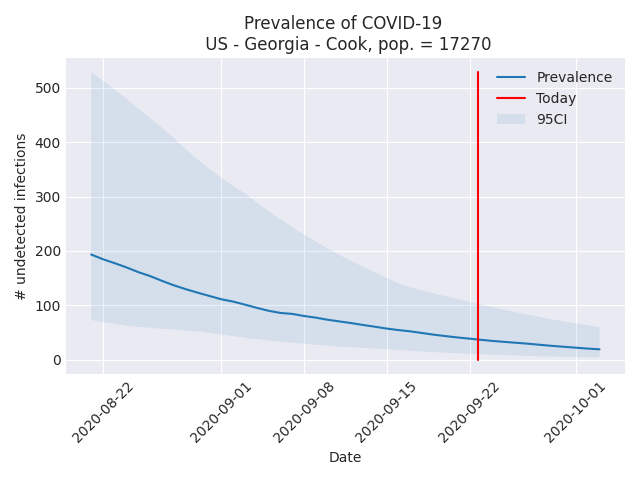 Prevalence of COVID-19
US - Georgia - Cook, pop. = 17270
Prevalence
Today
95CI
# undetected infections
500
400
300
200
100
0
2020-08-22
2020-09-01
2020-09-08
2020-09-15
2020-09-22
2020-10-01
Date